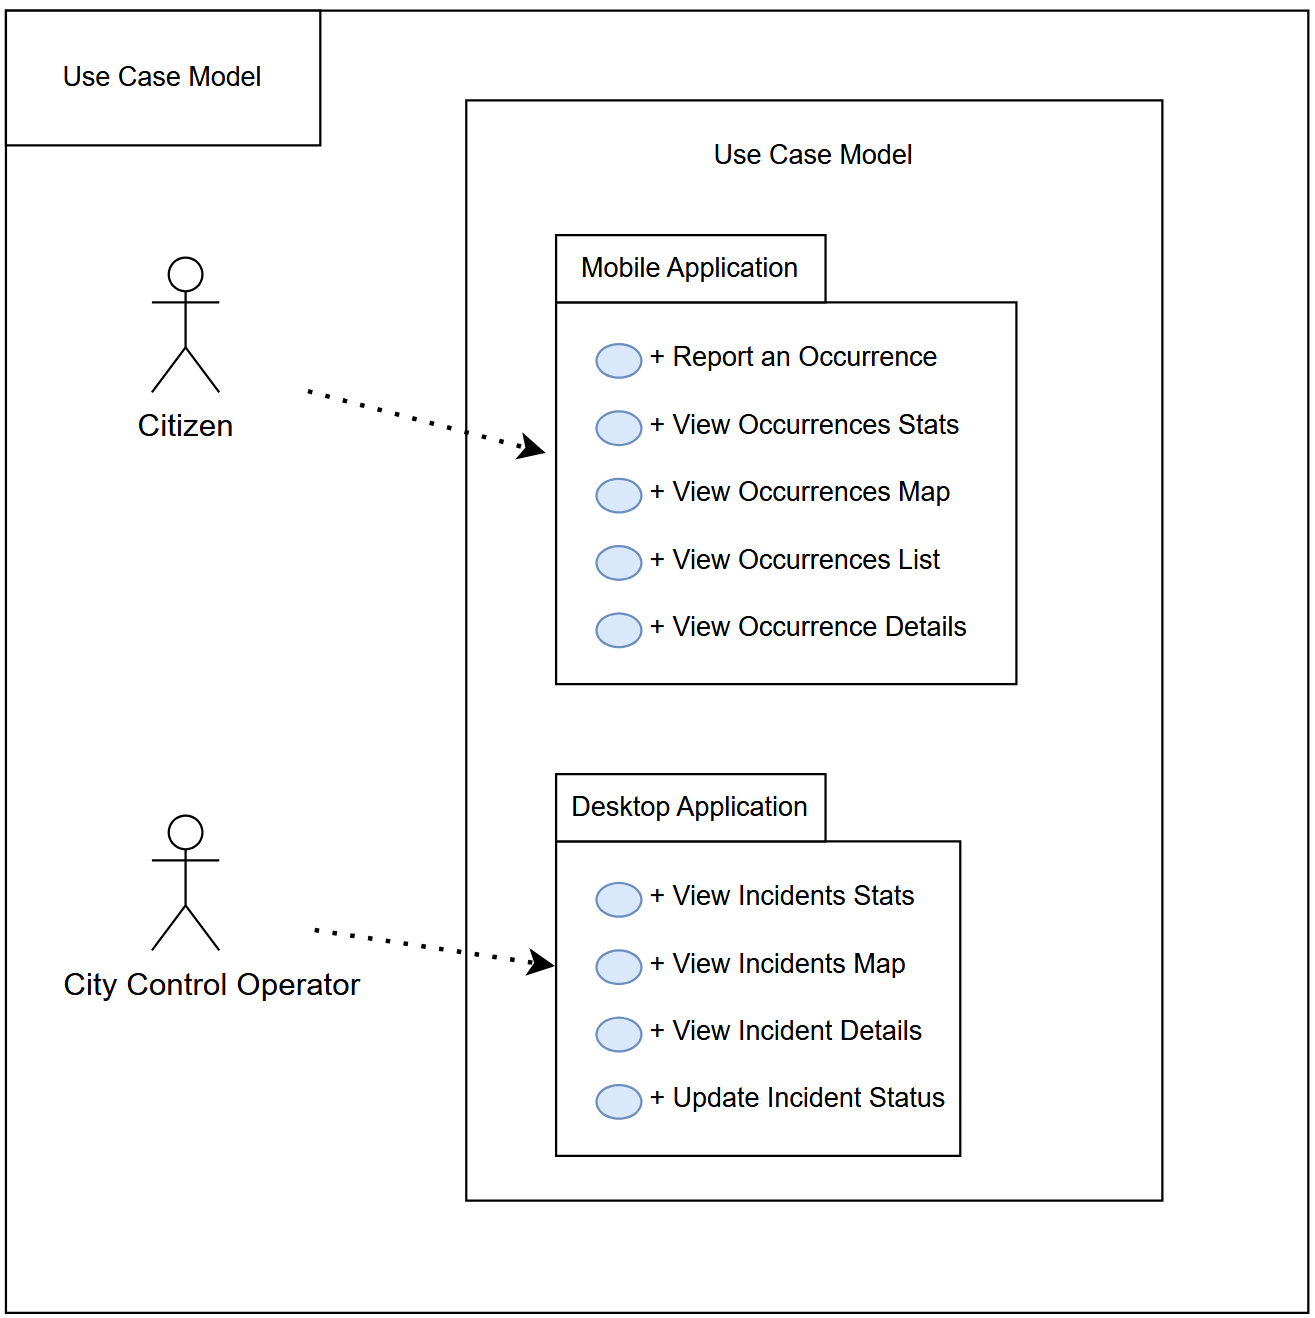 Use Case Model
Use Case Model
Mobile Application
+ Report an Occurrence
+ View Occurrences Stats
+ View Occurrences Map
+ View Occurrences List
+ View Occurrence Details
Citizen
Desktop Application
+ View Incidents Stats
+ View Incidents Map
+ View Incident Details
+ Update Incident Status
City Control Operator